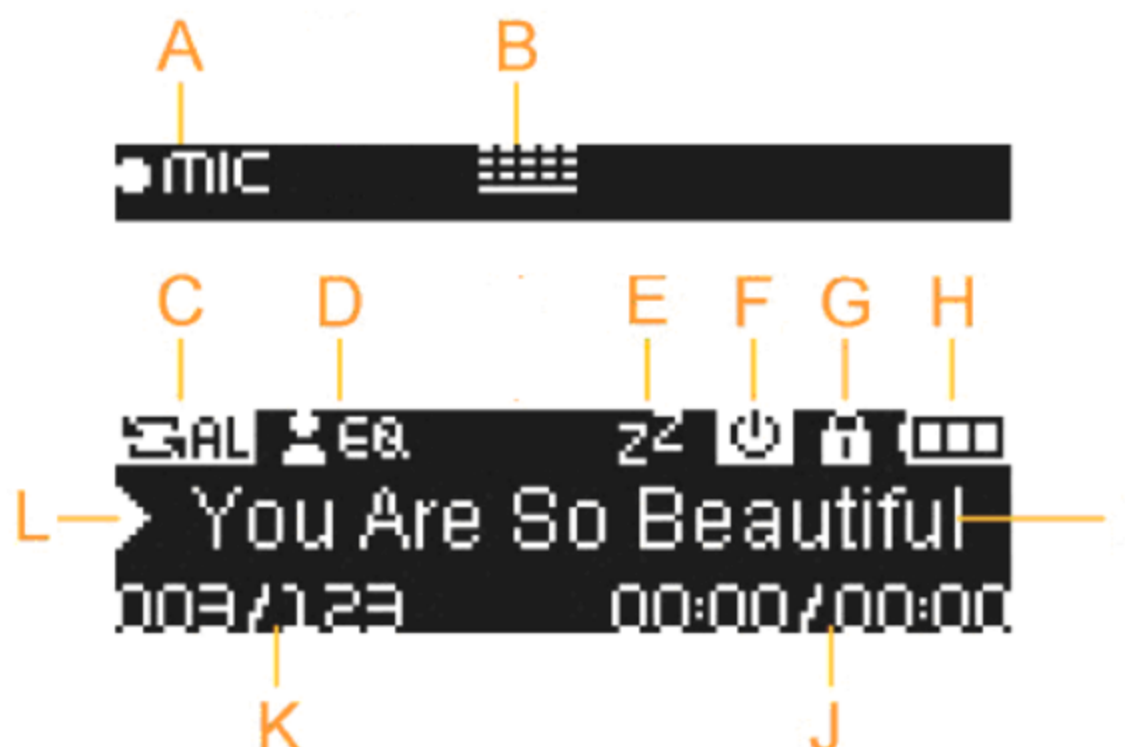 A B
MIC
C D E F G H
AL EQ zz
L You Are So Beautiful
003/123 00:00/00:00
K J